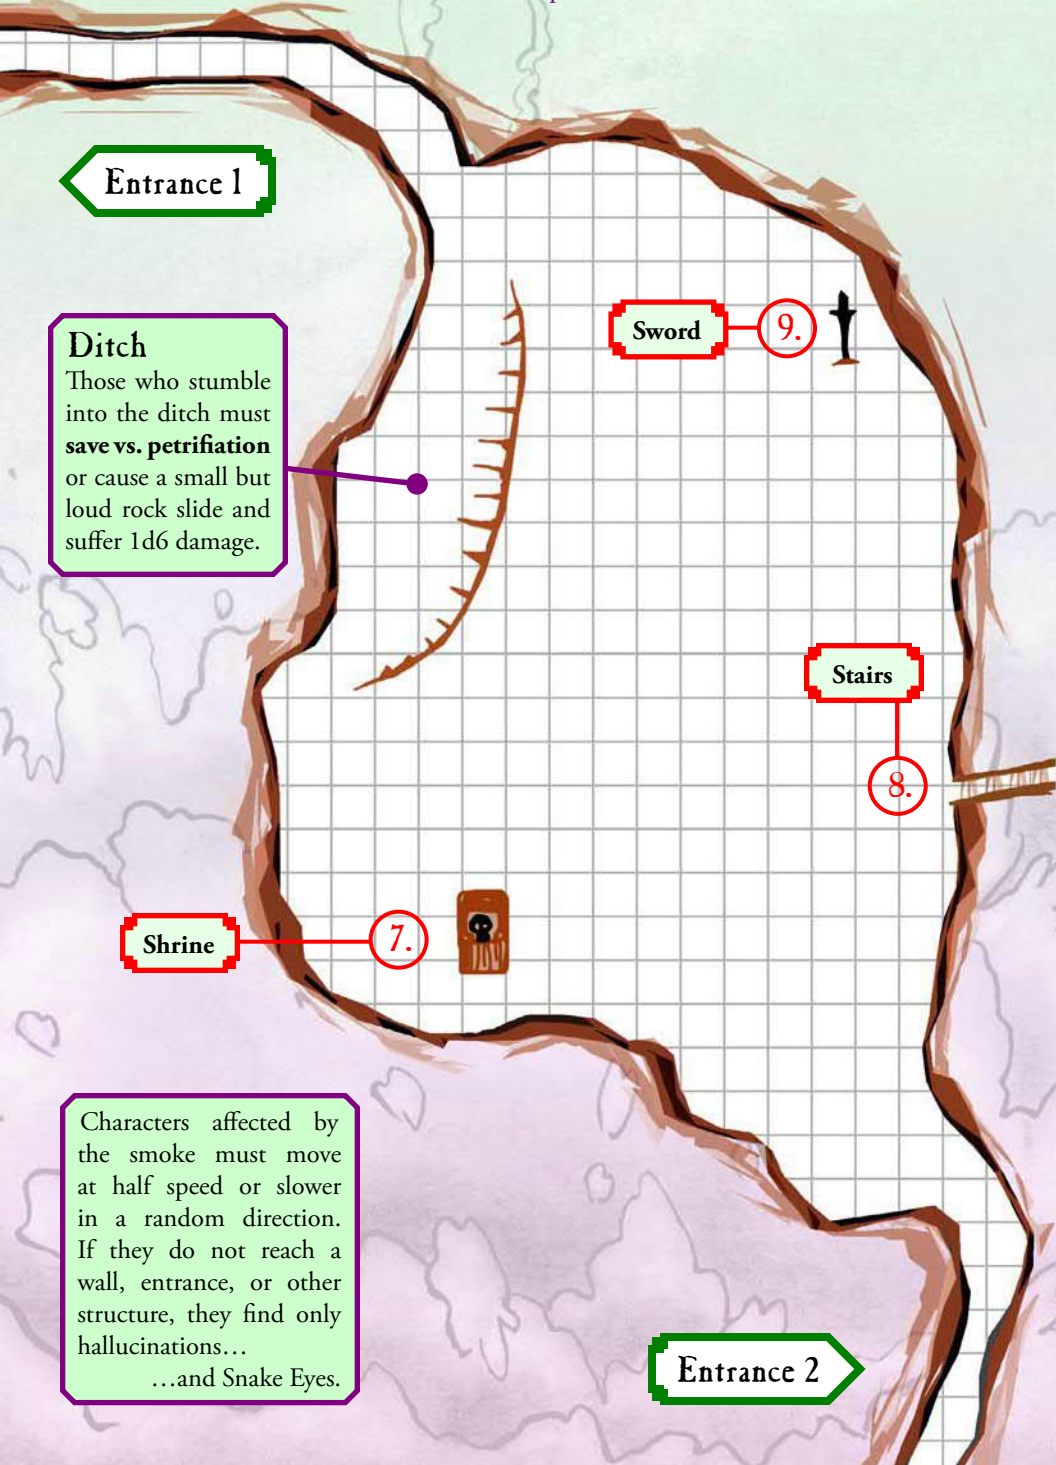 Entrance 1
Ditch
Those who stumble
into the ditch must
save vs. petrifiation
or cause a small but
loud rock slide and
suffer 1d6 damage.
Sword
9.
Stairs
8.
Shrine
7.
Characters affected by
the smoke must move
at half speed or slower
in a random direction.
If they do not reach a
wall, entrance, or other
structure, they find only
hallucinations…
…and Snake Eyes.
Entrance 2